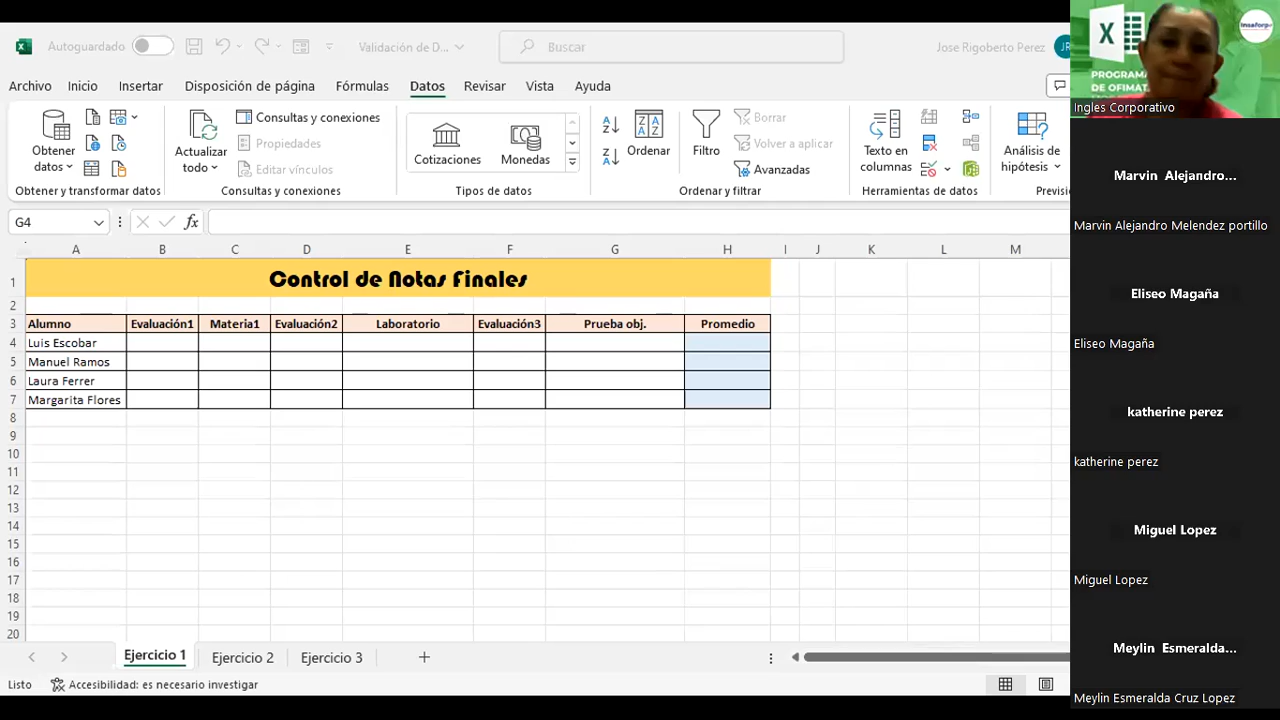 Autoguardado
Validación de D...
Buscar
Jose Rigoberto Perez
JR
Archivo
Inicio
Insertar
Disposición de página
Fórmulas
Datos
Revisar
Vista
Ayuda
Obtener datos
Obtener y transformar datos
Actualizar todo
Consultas y conexiones
Propiedades
Editar vínculos
Consultas y conexiones
Cotizaciones
Monedas
Tipos de datos
Ordenar
Filtro
Borrar
Volver a aplicar
Avanzadas
Ordenar y filtrar
Texto en columnas
Herramientas de datos
Análisis de hipótesis
Previsi
G4
fx
A B C D E F G H I J K L M
1 Control de Notas Finales
2
3 Alumno Evaluación1 Materia1 Evaluación2 Laboratorio Evaluación3 Prueba obj. Promedio
4 Luis Escobar
5 Manuel Ramos
6 Laura Ferrer
7 Margarita Flores
8
9
10
11
12
13
14
15
16
17
18
19
20
Ejercicio 1
Ejercicio 2
Ejercicio 3
Listo
Accesibilidad: es necesario investigar
X
Insaforp
PROGRAMA
DE OFIMAT
Ingles Corporativo
Marvin Alejandro...
Marvin Alejandro Melendez portillo
Eliseo Magaña
Eliseo Magaña
katherine perez
katherine perez
Miguel Lopez
Miguel Lopez
Meylin Esmeralda...
Meylin Esmeralda Cruz Lopez